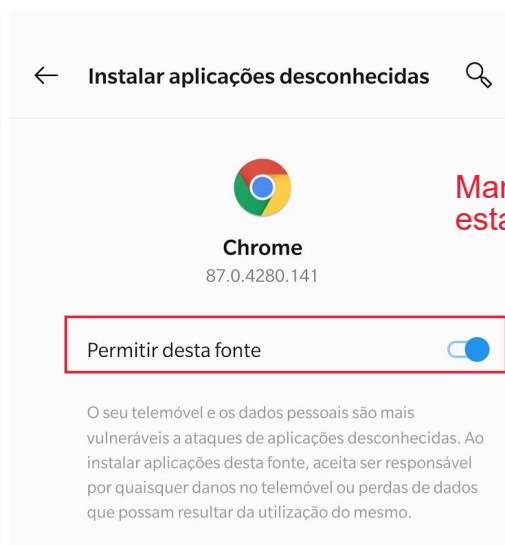 Instalar aplicações desconhecidas
Chrome
87.0.4280.141
Permitir desta fonte
O seu telemóvel e os dados pessoais são mais
vulneráveis a ataques de aplicações desconhecidas. Ao
instalar aplicações desta fonte, aceita ser responsável
por quaisquer danos no telemóvel ou perdas de dados
que possam resultar da utilização do mesmo.